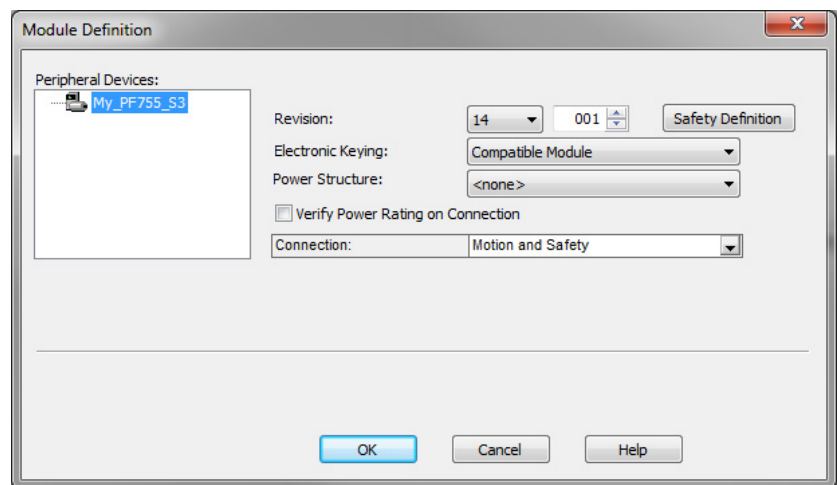 Module Definition
Peripheral Devices:
My_PF755_S3
Revision: 14 001 Safety Definition
Electronic Keying: Compatible Module
Power Structure: <none>
Verify Power Rating on Connection
Connection: Motion and Safety
OK Cancel Help